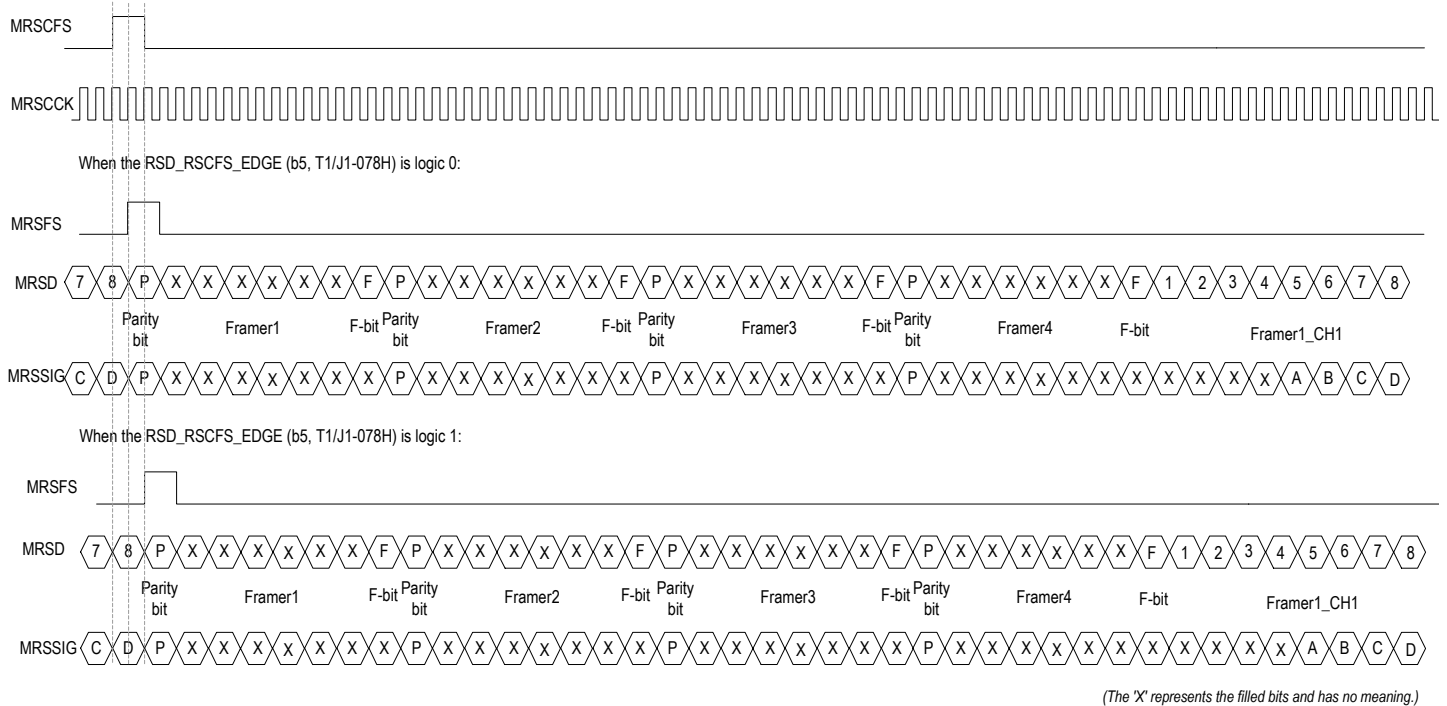 MRSCFS
MRSCCK
When the RSD_RSCFS_EDGE (b5, T1/J1-078H) is logic 0:
MRSFS
MRSD 7 8 P X X X X X X F P X X X X X X F P X X X X X X F P X X X X X X F 1 2 3 4 5 6 7 8
Parity bit Framer1 F-bit Parity bit Framer2 F-bit Parity bit Framer3 F-bit Parity bit Framer4 F-bit Framer1_CH1
MRSSIG C D P X X X X X X X P X X X X X X X P X X X X X X X P X X X X X X X X X X X A B C D
When the RSD_RSCFS_EDGE (b5, T1/J1-078H) is logic 1:
MRSFS
MRSD 7 8 P X X X X X X F P X X X X X X F P X X X X X X F P X X X X X X F 1 2 3 4 5 6 7 8
Parity bit Framer1 F-bit Parity bit Framer2 F-bit Parity bit Framer3 F-bit Parity bit Framer4 F-bit Framer1_CH1
MRSSIG C D P X X X X X X X P X X X X X X X P X X X X X X X P X X X X X X X X X X X A B C D
(The 'X' represents the filled bits and has no meaning.)